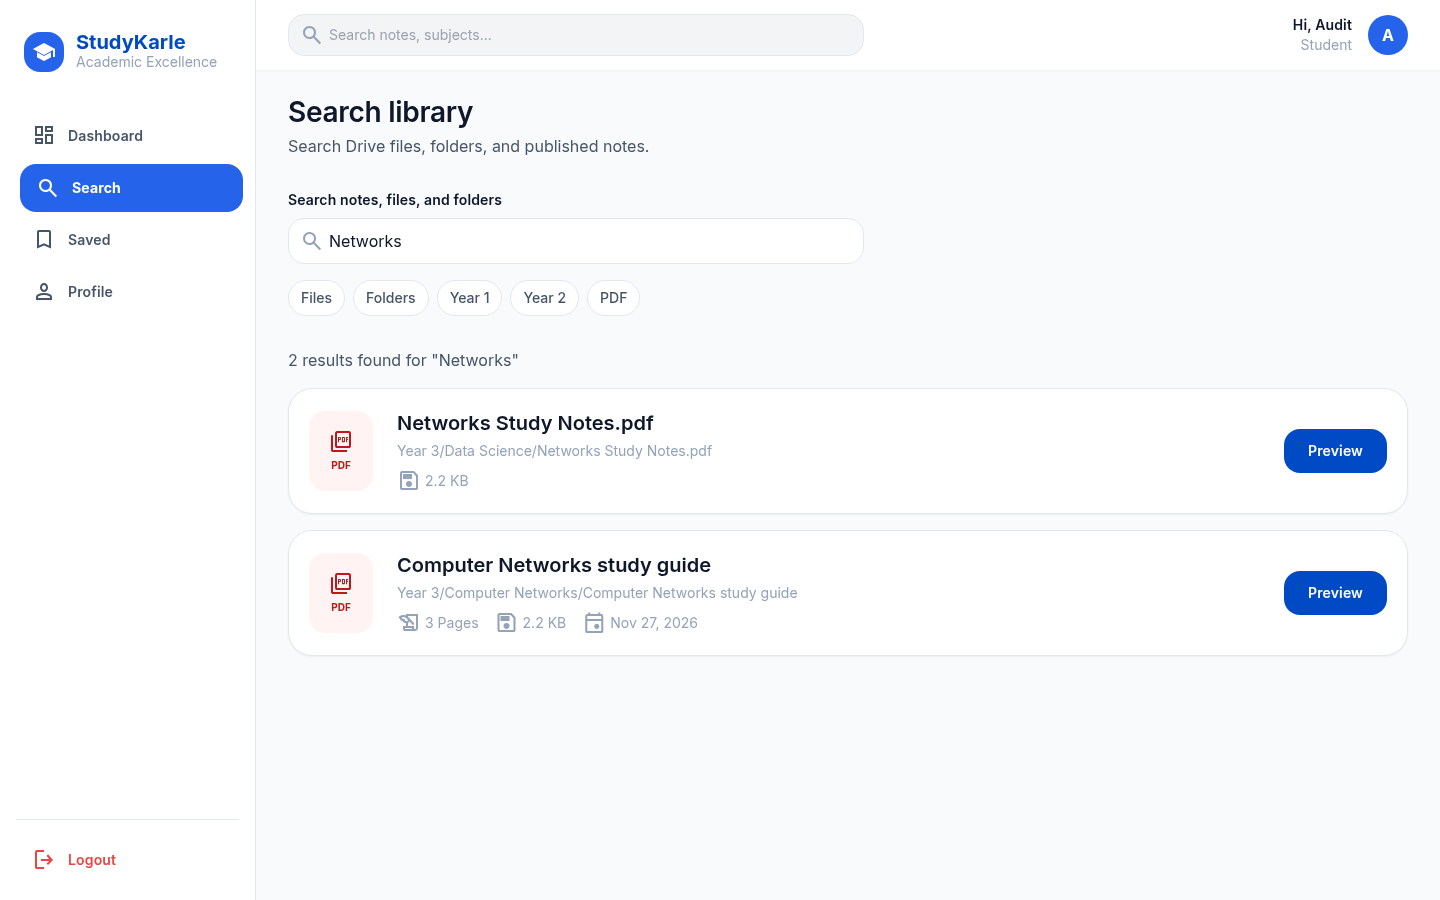 StudyKarle
Academic Excellence
Dashboard
Search
Saved
Profile
Logout
Search notes, subjects...
Hi, Audit
Student
A
Search library
Search Drive files, folders, and published notes.
Search notes, files, and folders
Networks
Files
Folders
Year 1
Year 2
PDF
2 results found for "Networks"
PDF
PDF
Networks Study Notes.pdf
Year 3/Data Science/Networks Study Notes.pdf
2.2 KB
Preview
PDF
PDF
Computer Networks study guide
Year 3/Computer Networks/Computer Networks study guide
3 Pages
2.2 KB
Nov 27, 2026
Preview